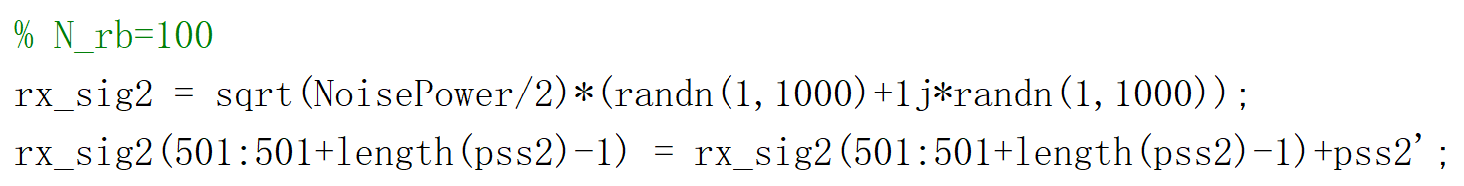 % N_rb=100
rx_sig2 = sqrt(NoisePower/2)*(randn(1,1000)+1j*randn(1,1000));
rx_sig2(501:501+length(pss2)-1) = rx_sig2(501:501+length(pss2)-1)+pss2';